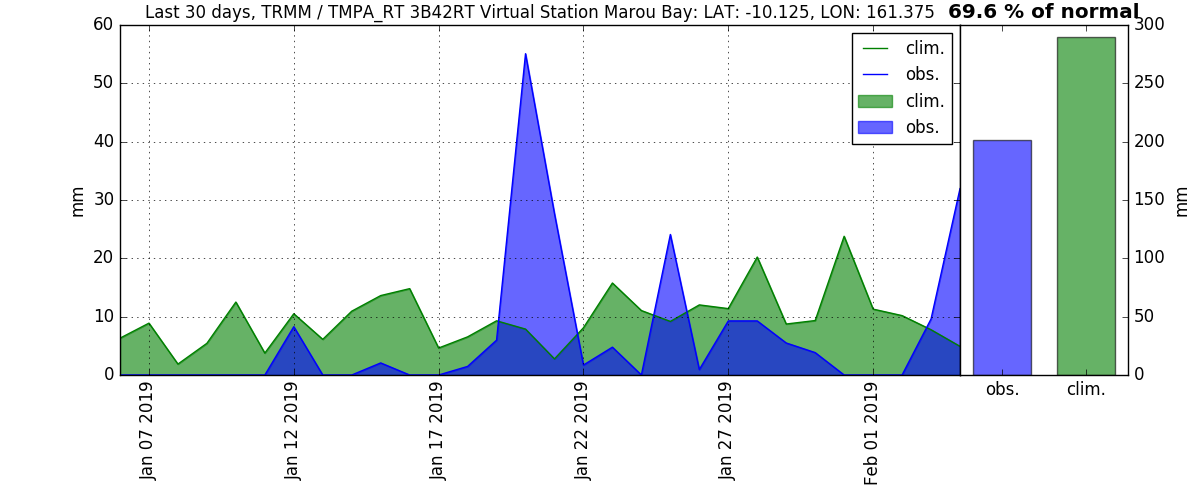 Last 30 days, TRMM / TMPA_RT 3B42RT Virtual Station Marou Bay: LAT: -10.125, LON: 161.375
69.6 % of normal
60
50
40
30
20
10
0
mm
clim.
obs.
clim.
obs.
Jan 07 2019
Jan 12 2019
Jan 17 2019
Jan 22 2019
Jan 27 2019
Feb 01 2019
300
250
200
150
100
50
0
mm
obs.
clim.